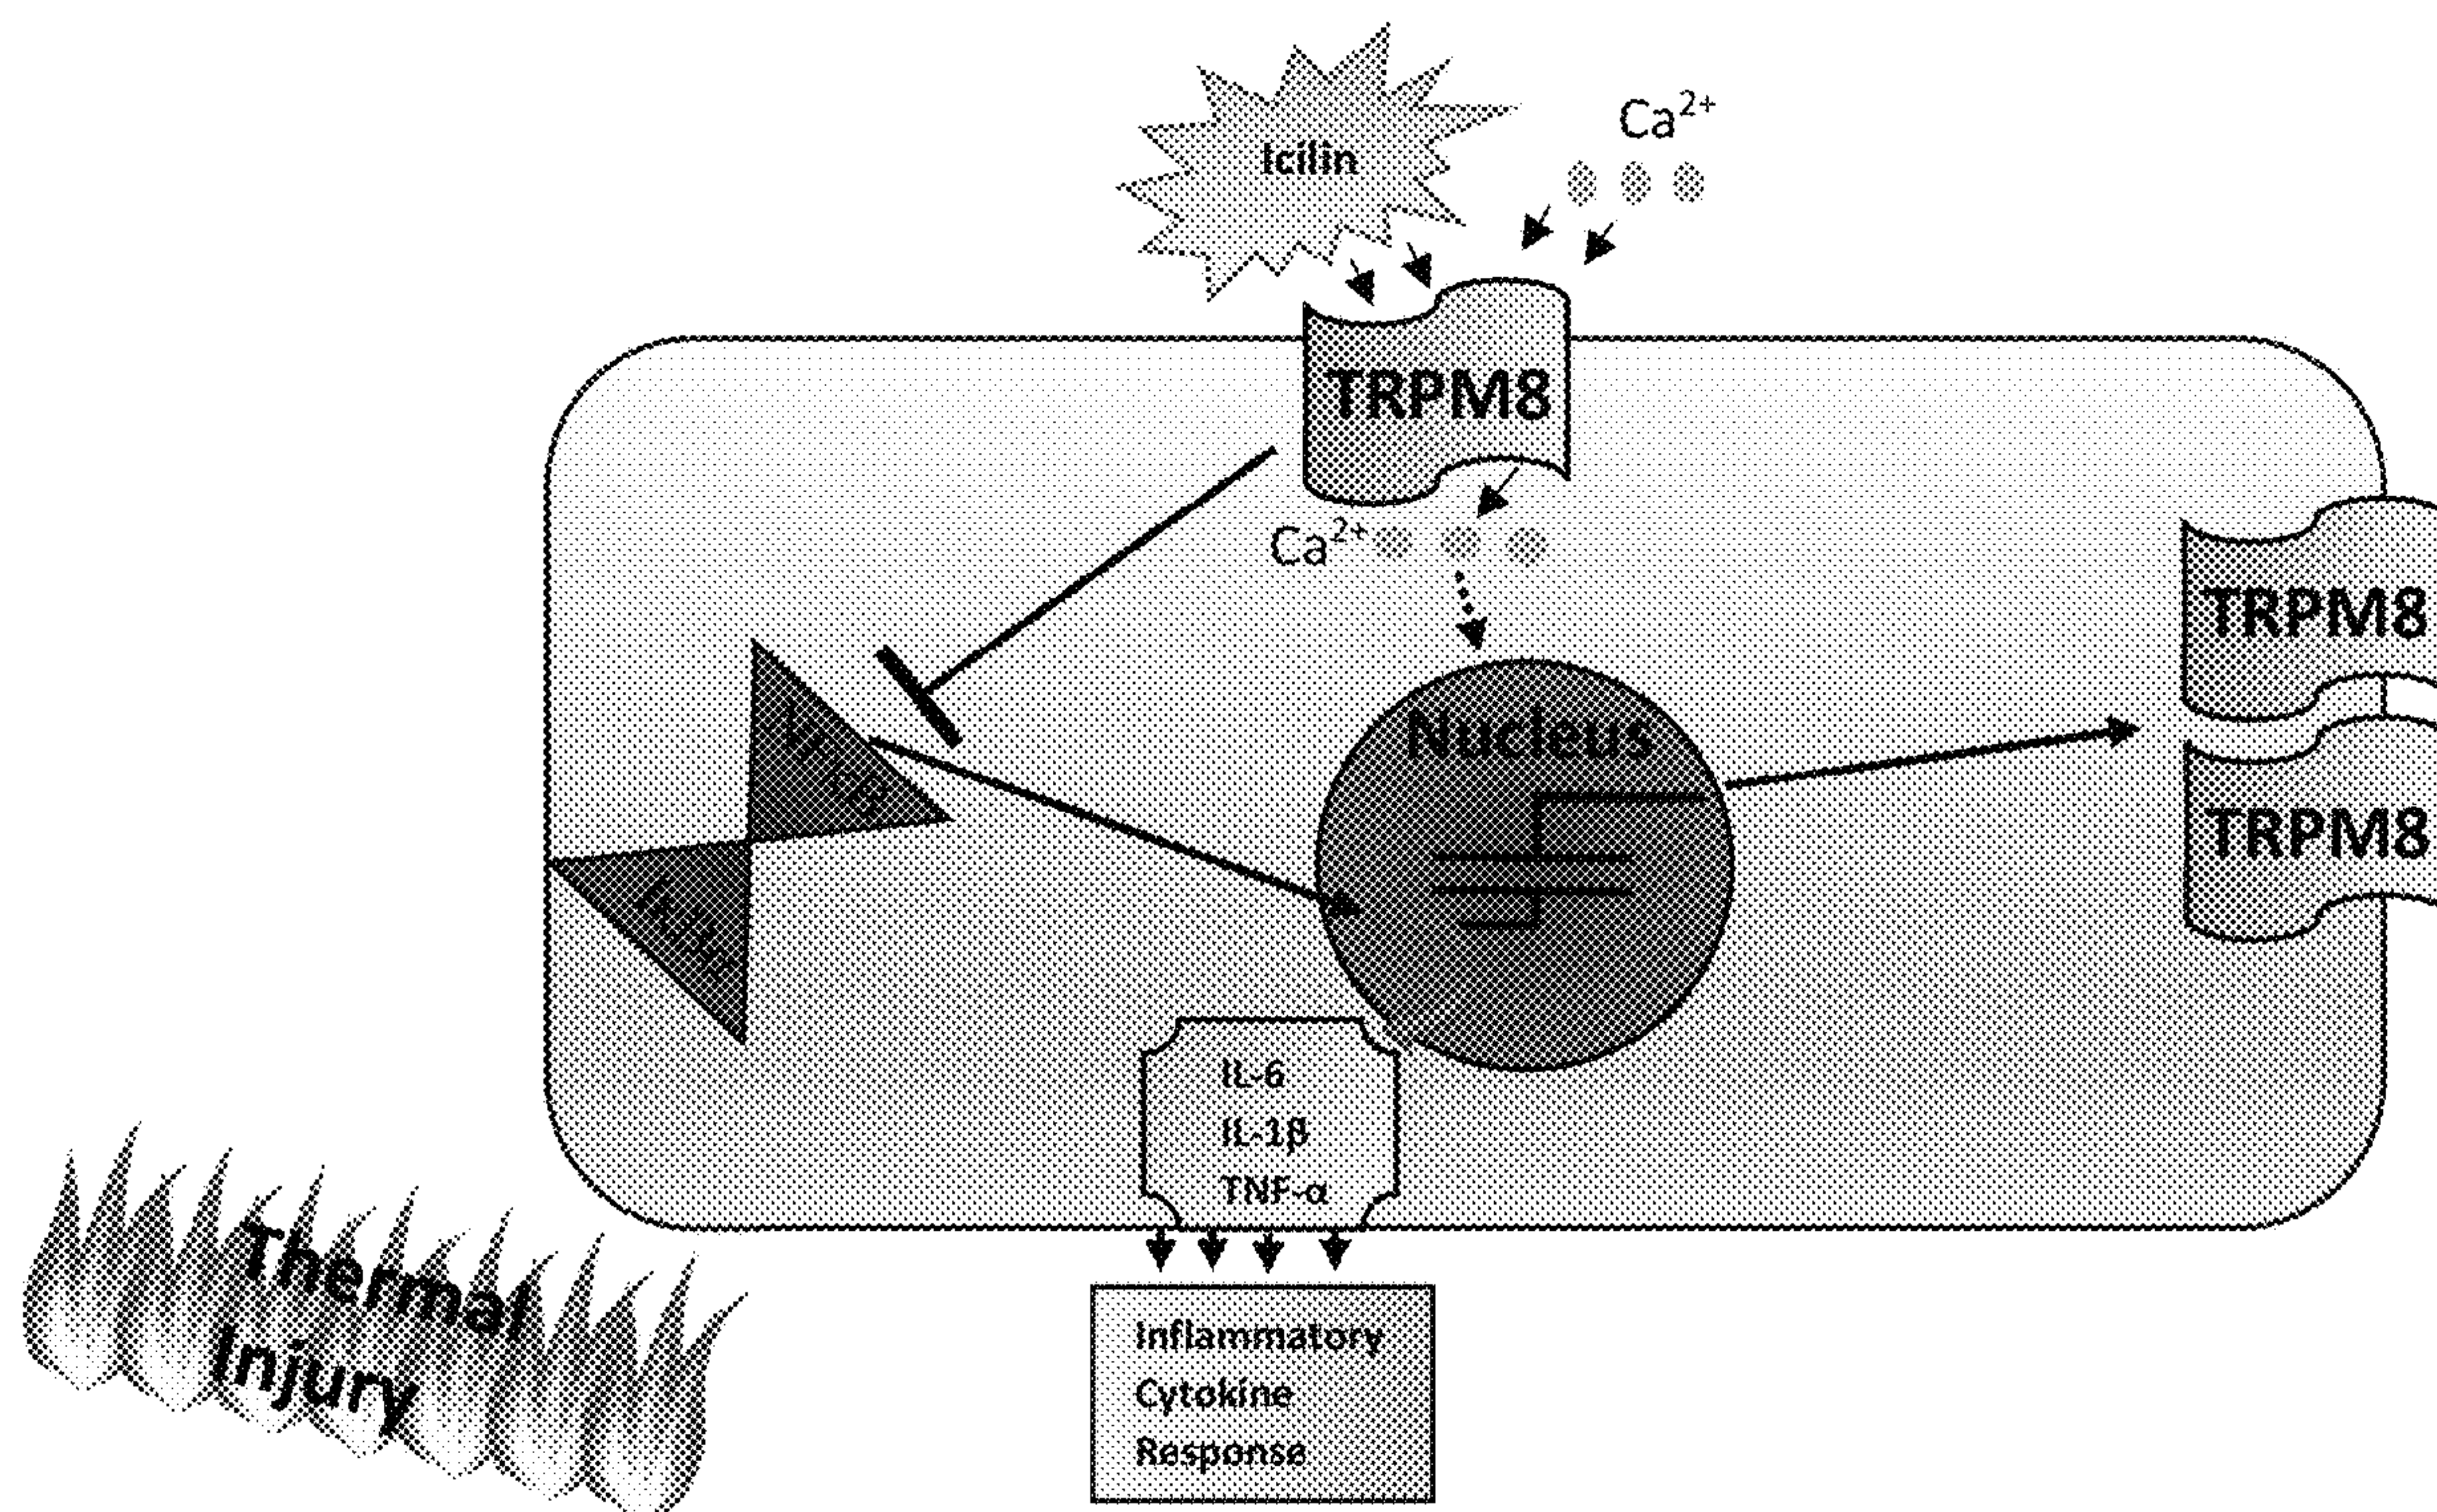 Icilin
Ca²⁺
TRPM8
Ca²⁺
TRPM8
TRPM8
Nucleus
IL-6
IL-1β
TNF-α
Thermal
Injury
Inflammatory
Cytokine
Response